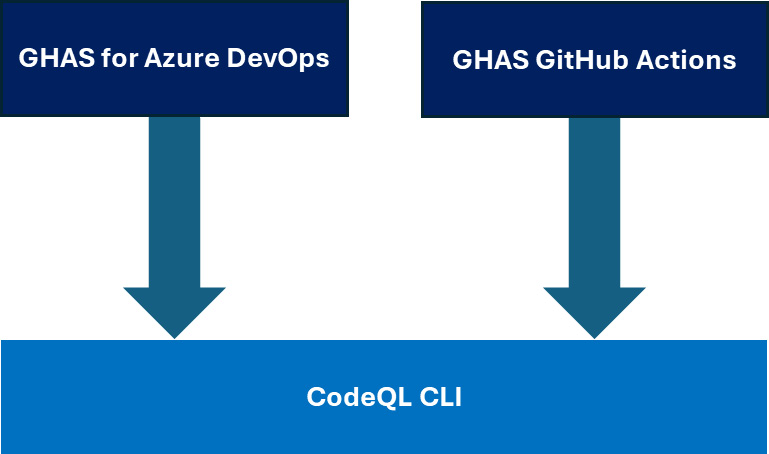 GHAS for Azure DevOps
GHAS GitHub Actions
CodeQL CLI